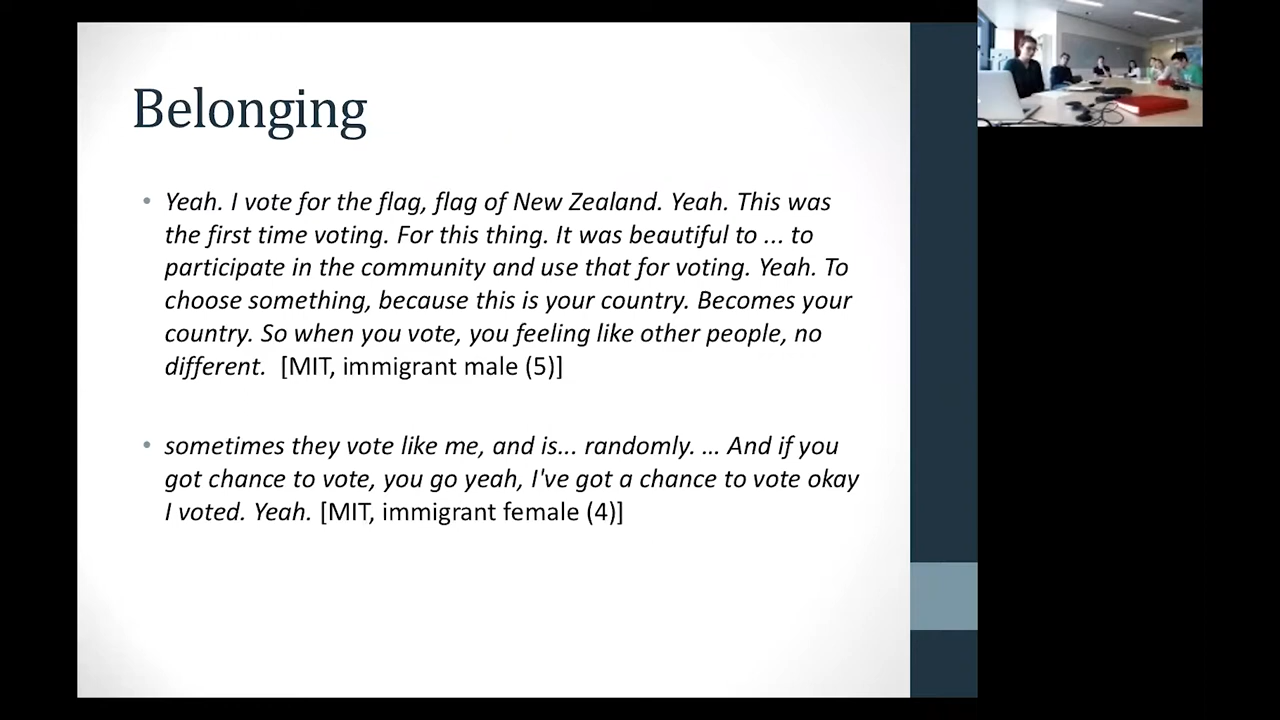 Belonging
• Yeah. I vote for the flag, flag of New Zealand. Yeah. This was
the first time voting. For this thing. It was beautiful to ... to
participate in the community and use that for voting. Yeah. To
choose something, because this is your country. Becomes your
country. So when you vote, you feeling like other people, no
different. [MIT, immigrant male (5)]
• sometimes they vote like me, and is... randomly. ... And if you
got chance to vote, you go yeah, I've got a chance to vote okay
I voted. Yeah. [MIT, immigrant female (4)]